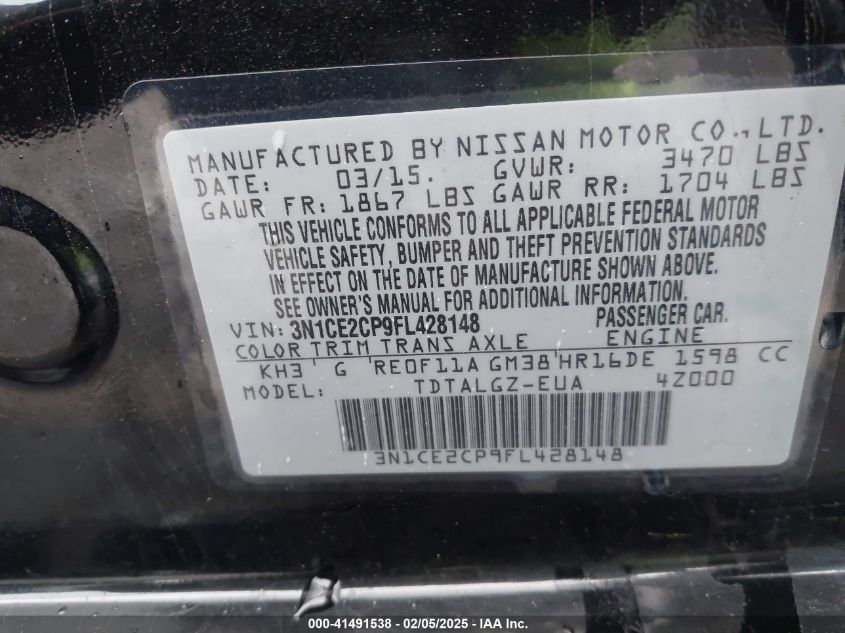 MANUFACTURED BY NISSAN MOTOR CO., LTD.
DATE: 03/15. GVWR: 3470 LBS
GAWR FR: 1867 LBS GAWR RR: 1704 LBS
THIS VEHICLE CONFORMS TO ALL APPLICABLE FEDERAL MOTOR
VEHICLE SAFETY, BUMPER AND THEFT PREVENTION STANDARDS
IN EFFECT ON THE DATE OF MANUFACTURE SHOWN ABOVE.
SEE OWNER'S MANUAL FOR ADDITIONAL INFORMATION.
VIN: 3N1CE2CP9FL428148 PASSENGER CAR.
COLOR TRIM TRANS AXLE ENGINE
KH3 G RE0F11A GM38 HR16DE 1598 CC
MODEL: TDTALGZ-EUA 4Z000
3N1CE2CP9FL428148
000-41491538 - 02/05/2025 - IAA Inc.